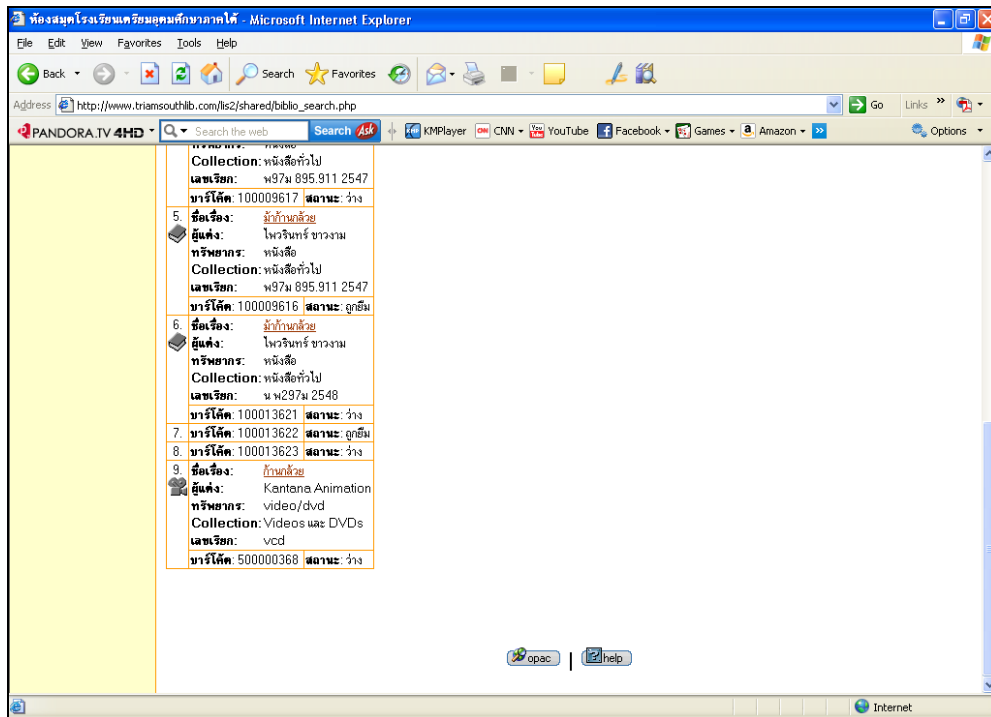 ห้องสมุดโรงเรียนเตรียมอุดมศึกษาภาคใต้ - Microsoft Internet Explorer
File Edit View Favorites Tools Help
Back Search Favorites
Address http://www.triamsouthlib.com/lis2/shared/biblio_search.php Go Links
PANDORA.TV 4HD Search the web Search Ask KMPlayer CNN YouTube Facebook Games Amazon Options
ทรัพยากร: หนังสือ
Collection: หนังสือทั่วไป
เลขเรียก: พ97ม 895.911 2547
บาร์โค้ด: 100009617 สถานะ: ว่าง
5. ชื่อเรื่อง: ม้าก้านกล้วย
ผู้แต่ง: ไพวรินทร์ ขาวงาม
ทรัพยากร: หนังสือ
Collection: หนังสือทั่วไป
เลขเรียก: พ97ม 895.911 2547
บาร์โค้ด: 100009616 สถานะ: ถูกยืม
6. ชื่อเรื่อง: ม้าก้านกล้วย
ผู้แต่ง: ไพวรินทร์ ขาวงาม
ทรัพยากร: หนังสือ
Collection: หนังสือทั่วไป
เลขเรียก: น พ297ม 2548
บาร์โค้ด: 100013621 สถานะ: ว่าง
7. บาร์โค้ด: 100013622 สถานะ: ถูกยืม
8. บาร์โค้ด: 100013623 สถานะ: ว่าง
9. ชื่อเรื่อง: ก้านกล้วย
ผู้แต่ง: Kantana Animation
ทรัพยากร: video/dvd
Collection: Videos และ DVDs
เลขเรียก: vcd
บาร์โค้ด: 500000368 สถานะ: ว่าง
opac | help
Internet